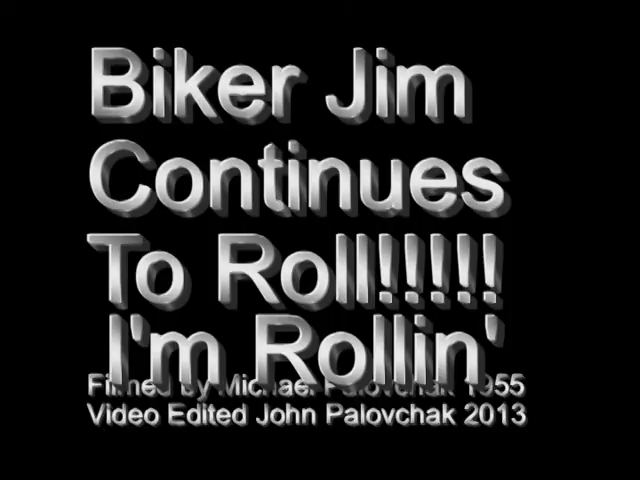 Biker Jim
Continues
To Roll!!!!!
I'm Rollin'
Filmed by Michael Palovchak 1955
Video Edited John Palovchak 2013